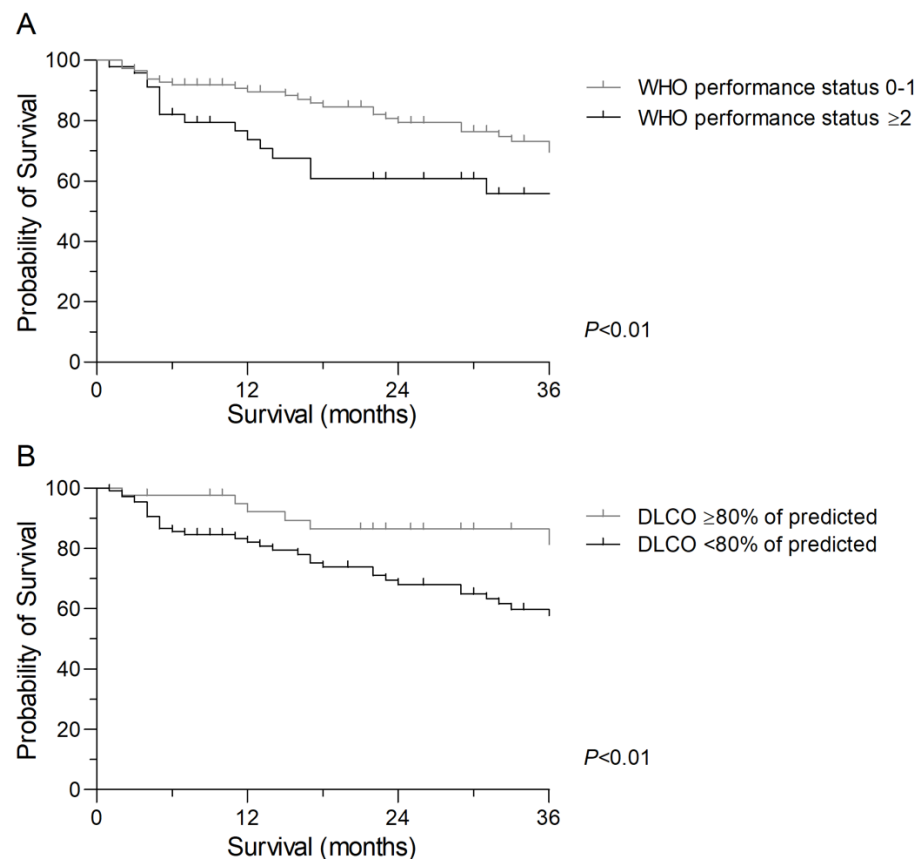 A
Probability of Survival
100
80
60
40
20
0
0 12 24 36
Survival (months)
WHO performance status 0-1
WHO performance status ≥2
P<0.01
B
Probability of Survival
100
80
60
40
20
0
0 12 24 36
Survival (months)
DLCO ≥80% of predicted
DLCO <80% of predicted
P<0.01